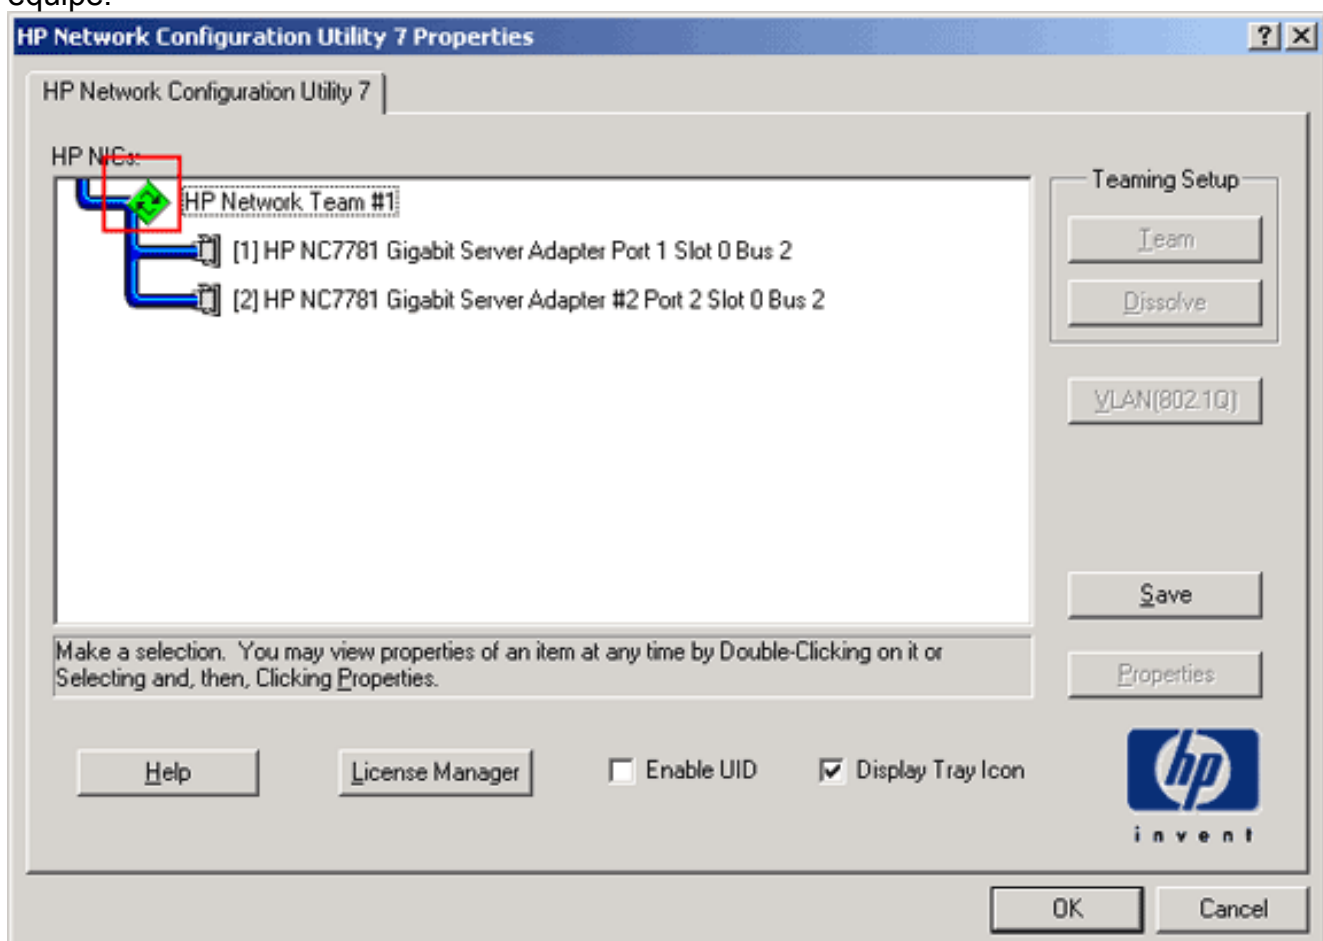 equipo.
HP Network Configuration Utility 7 Properties
HP Network Configuration Utility 7
HP NICs:
HP Network Team #1
[1] HP NC7781 Gigabit Server Adapter Port 1 Slot 0 Bus 2
[2] HP NC7781 Gigabit Server Adapter #2 Port 2 Slot 0 Bus 2
Teaming Setup
Team
Dissolve
VLAN(802.1Q)
Save
Make a selection. You may view properties of an item at any time by Double-Clicking on it or
Selecting and, then, Clicking Properties.
Properties
Help
License Manager
Enable UID
Display Tray Icon
hp
invent
OK
Cancel